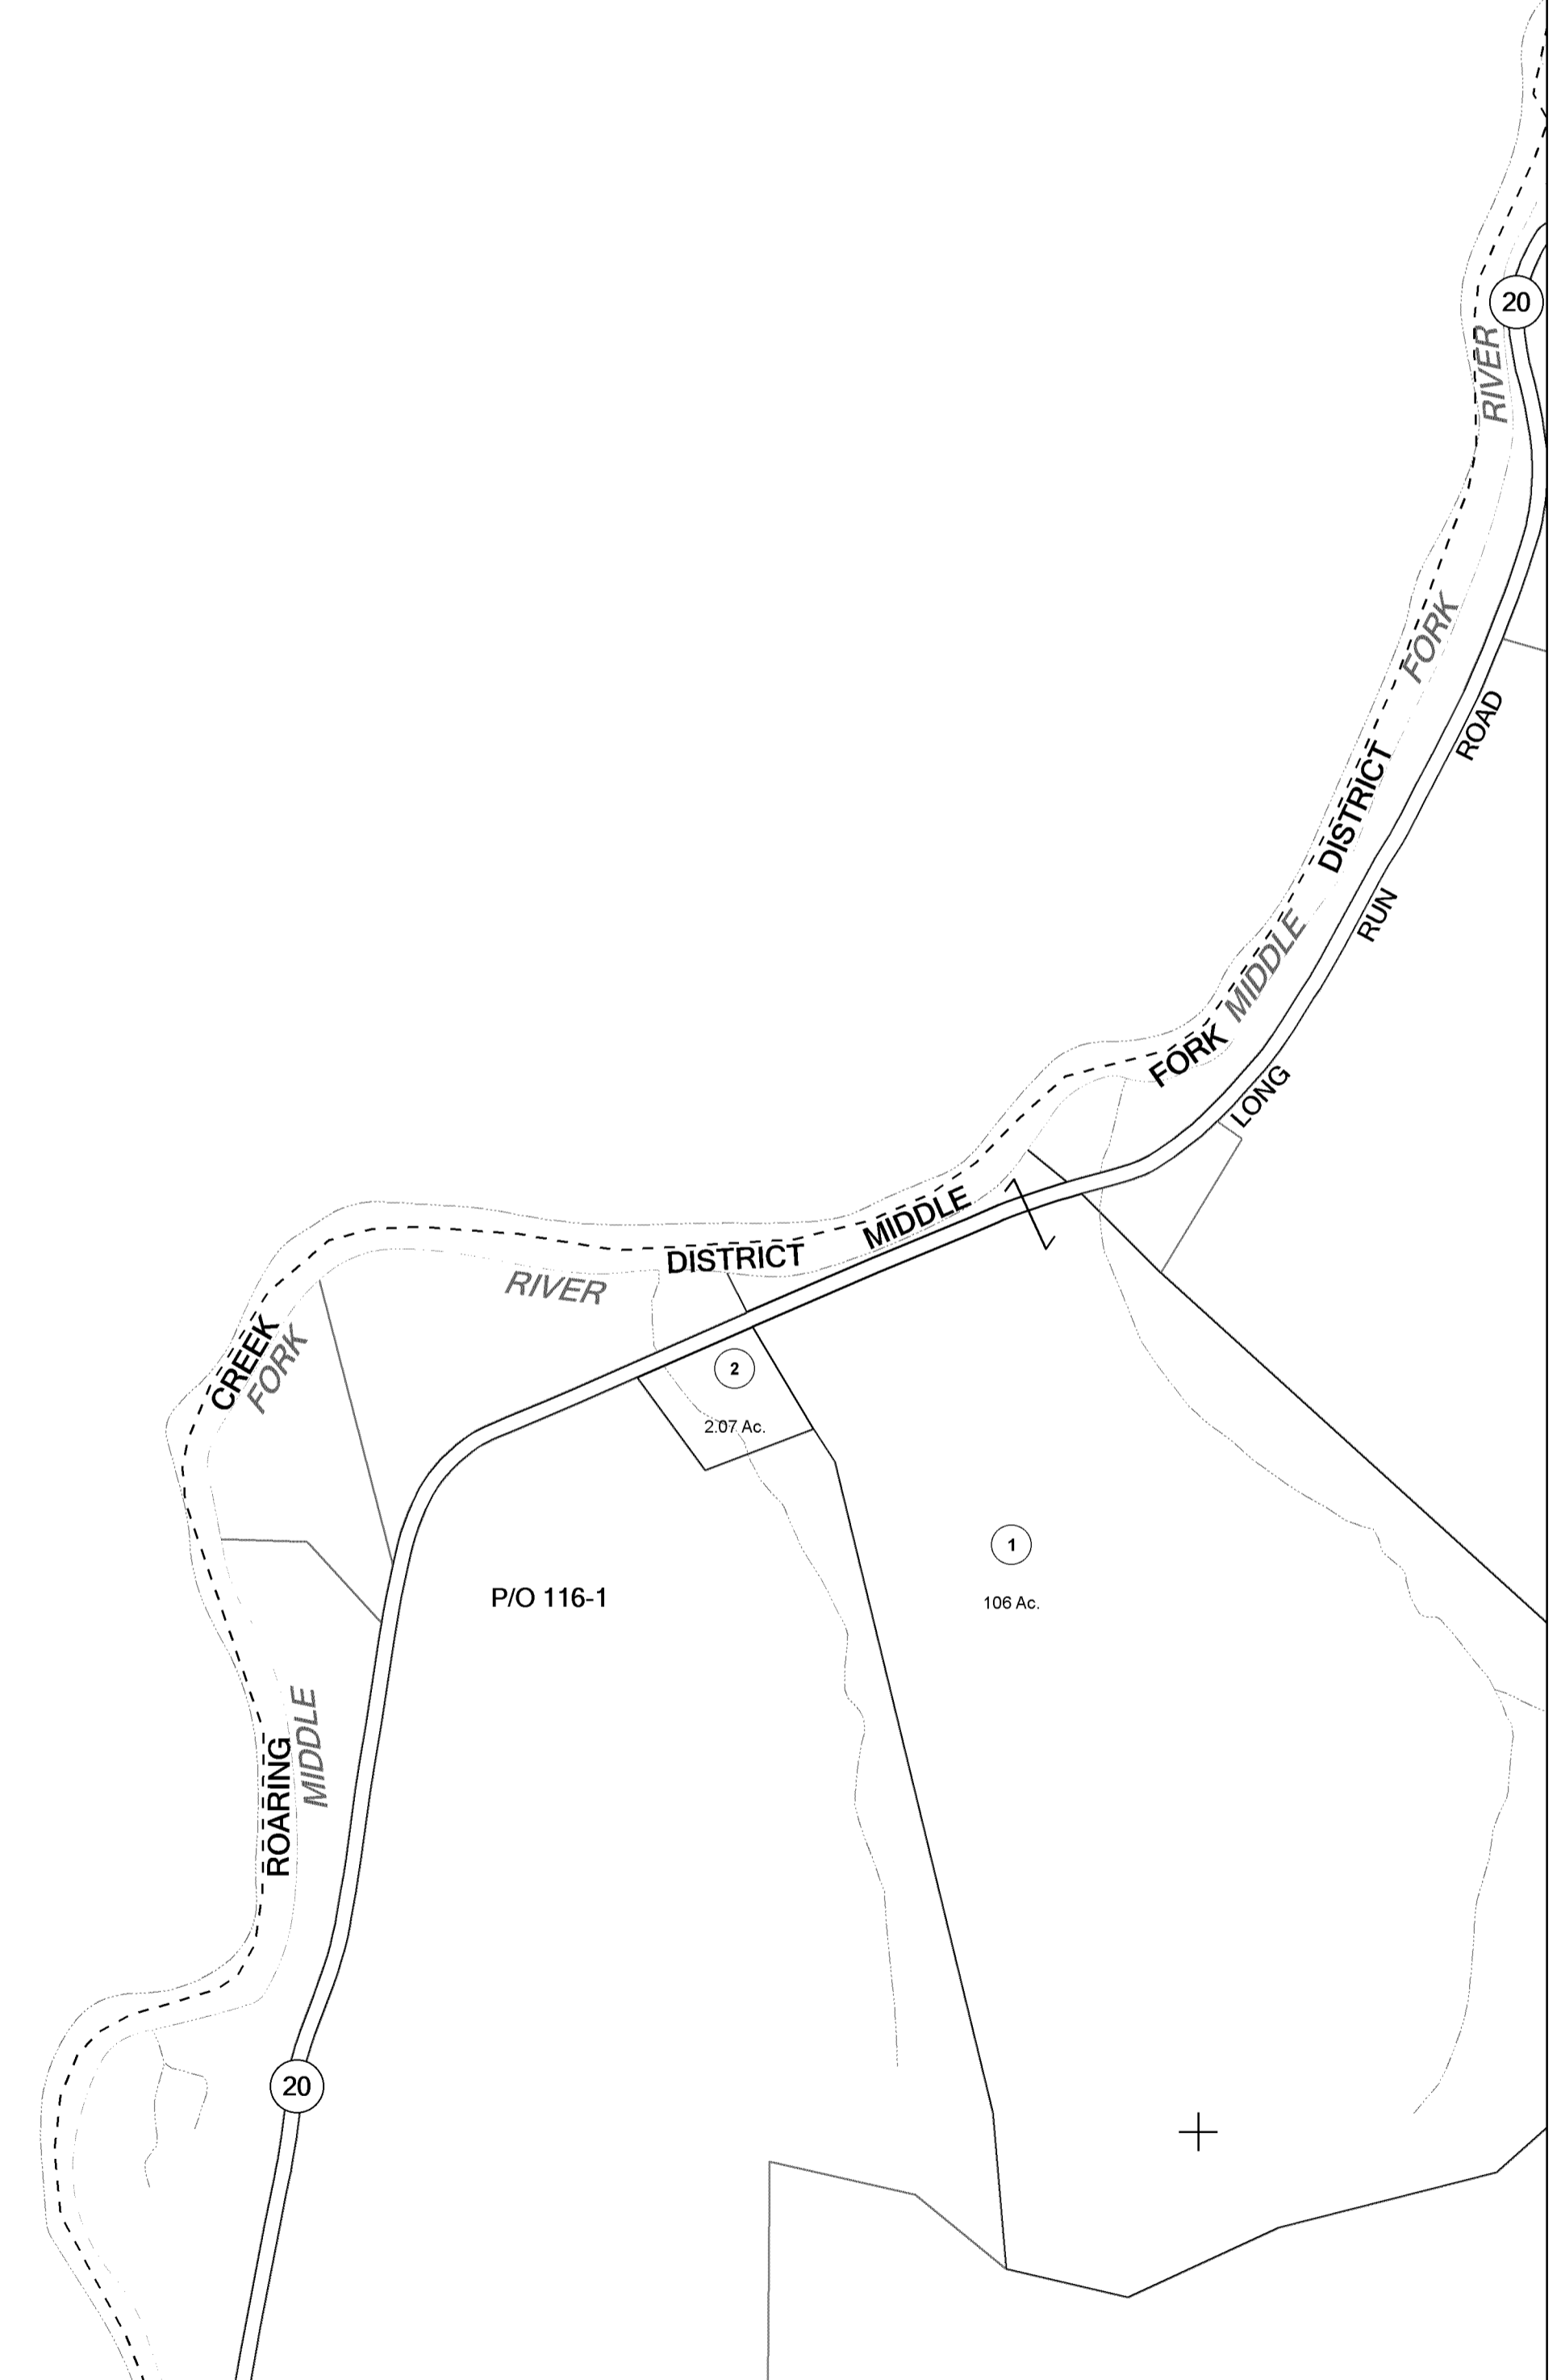 20
RIVER
FORK
ROAD
DISTRICT
RUN
MIDDLE
FORK
LONG
MIDDLE
DISTRICT
RIVER
CREEK
FORK
2
2.07 Ac.
1
P/O 116-1
106 Ac.
MIDDLE
ROARING
20